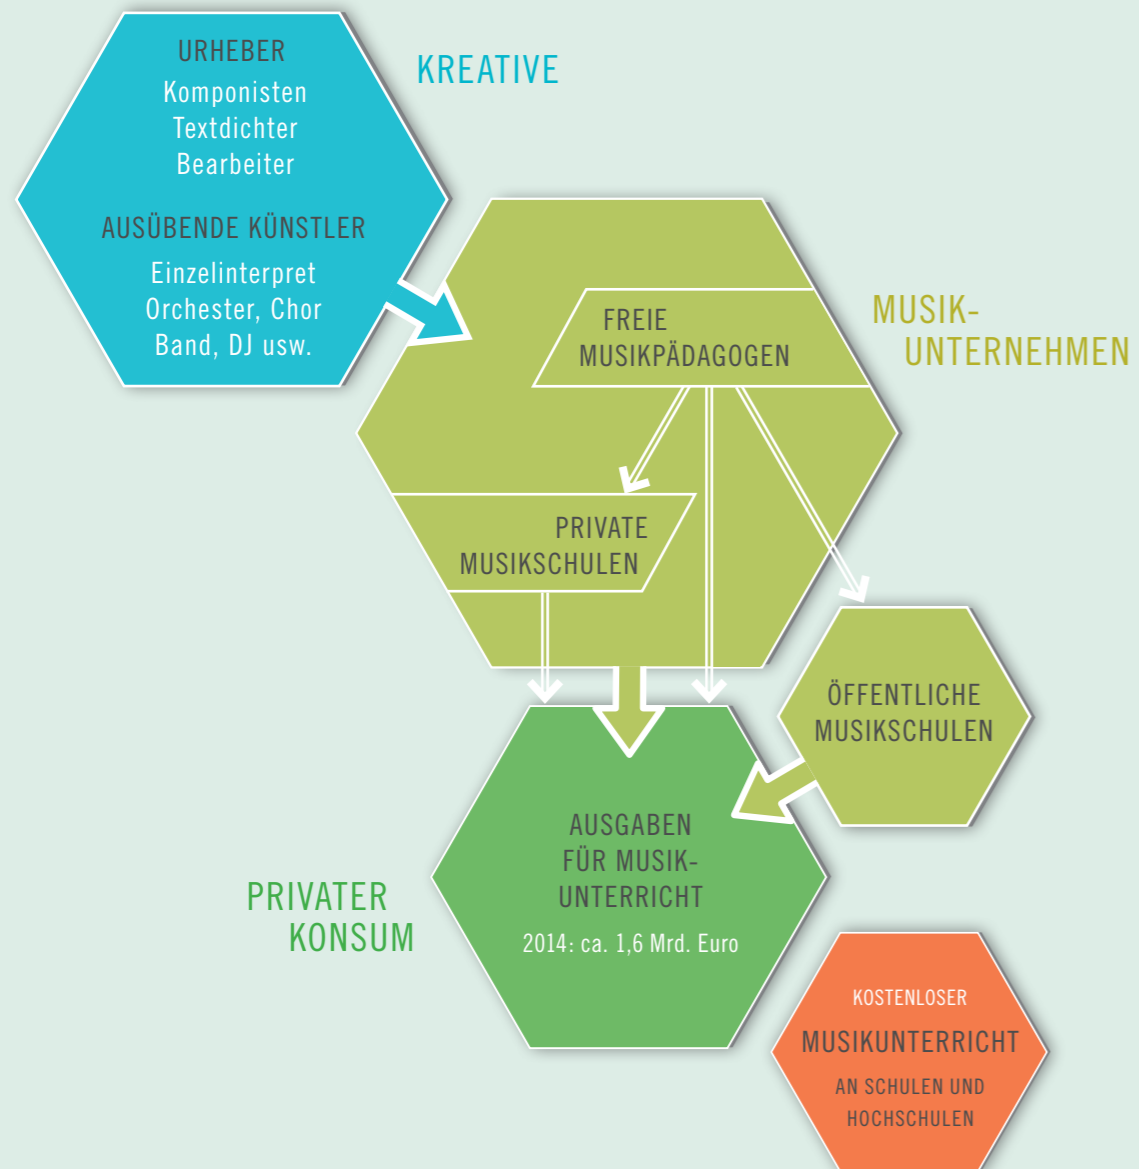 URHEBER
Komponisten
Textdichter
Bearbeiter
AUSÜBENDE KÜNSTLER
Einzelinterpret
Orchester, Chor
Band, DJ usw.
KREATIVE
FREIE
MUSIKPÄDAGOGEN
MUSIK-
UNTERNEHMEN
PRIVATE
MUSIKSCHULEN
ÖFFENTLICHE
MUSIKSCHULEN
AUSGABEN
FÜR MUSIK-
UNTERRICHT
2014: ca. 1,6 Mrd. Euro
PRIVATER
KONSUM
KOSTENLOSER
MUSIKUNTERRICHT
AN SCHULEN UND
HOCHSCHULEN